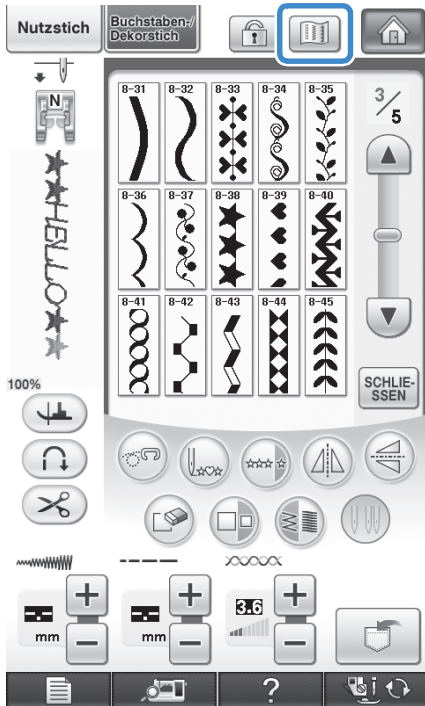 Nutzstich
Buchstaben-/
Dekorstich
N
HELLO
100%
8-31 8-32 8-33 8-34 8-35
3/5
8-36 8-37 8-38 8-39 8-40
8-41 8-42 8-43 8-44 8-45
SCHLIE-
SSEN
3.6
mm mm
?